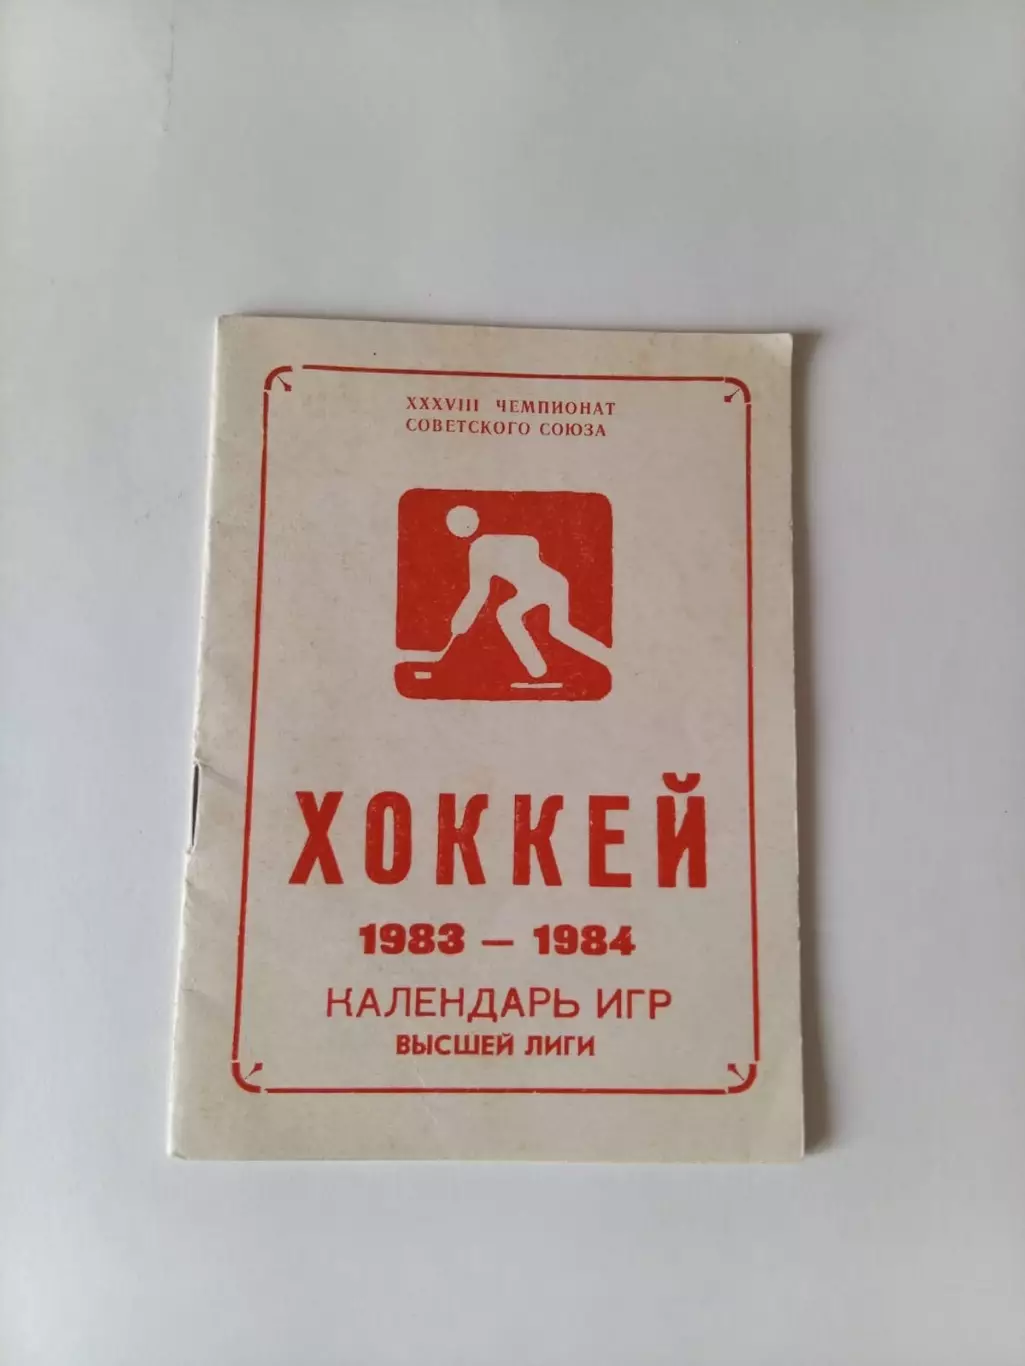 XXXVIII ЧЕМПИОНАТ
СОВЕТСКОГО СОЮЗА
ХОККЕЙ
1983 — 1984
КАЛЕНДАРЬ ИГР
ВЫСШЕЙ ЛИГИ